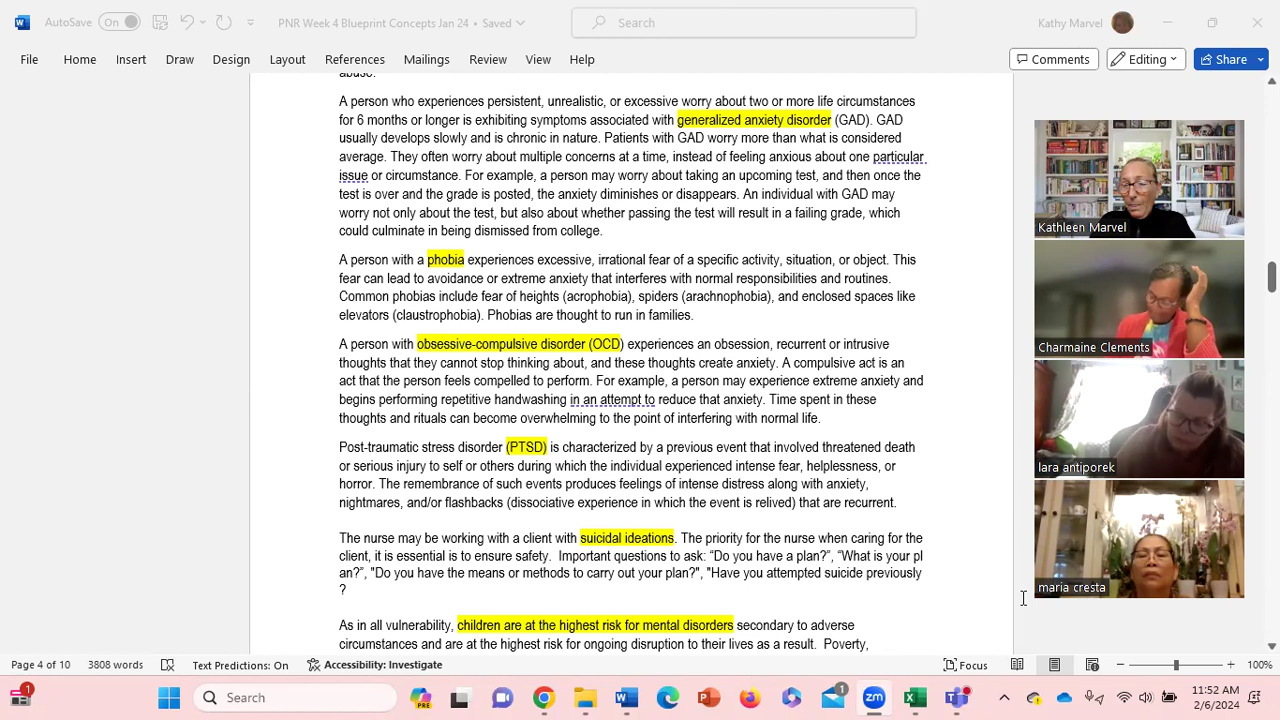 AutoSave On PNR Week 4 Blueprint Concepts Jan 24 • Saved Search Kathy Marvel
File Home Insert Draw Design Layout References Mailings Review View Help Comments Editing Share
abuse.
A person who experiences persistent, unrealistic, or excessive worry about two or more life circumstances
for 6 months or longer is exhibiting symptoms associated with generalized anxiety disorder (GAD). GAD
usually develops slowly and is chronic in nature. Patients with GAD worry more than what is considered
average. They often worry about multiple concerns at a time, instead of feeling anxious about one particular
issue or circumstance. For example, a person may worry about taking an upcoming test, and then once the
test is over and the grade is posted, the anxiety diminishes or disappears. An individual with GAD may
worry not only about the test, but also about whether passing the test will result in a failing grade, which
could culminate in being dismissed from college.
A person with a phobia experiences excessive, irrational fear of a specific activity, situation, or object. This
fear can lead to avoidance or extreme anxiety that interferes with normal responsibilities and routines.
Common phobias include fear of heights (acrophobia), spiders (arachnophobia), and enclosed spaces like
elevators (claustrophobia). Phobias are thought to run in families.
A person with obsessive-compulsive disorder (OCD) experiences an obsession, recurrent or intrusive
thoughts that they cannot stop thinking about, and these thoughts create anxiety. A compulsive act is an
act that the person feels compelled to perform. For example, a person may experience extreme anxiety and
begins performing repetitive handwashing in an attempt to reduce that anxiety. Time spent in these
thoughts and rituals can become overwhelming to the point of interfering with normal life.
Post-traumatic stress disorder (PTSD) is characterized by a previous event that involved threatened death
or serious injury to self or others during which the individual experienced intense fear, helplessness, or
horror. The remembrance of such events produces feelings of intense distress along with anxiety,
nightmares, and/or flashbacks (dissociative experience in which the event is relived) that are recurrent.
The nurse may be working with a client with suicidal ideations. The priority for the nurse when caring for the
client, it is essential is to ensure safety. Important questions to ask: “Do you have a plan?”, “What is your pl
an?”, "Do you have the means or methods to carry out your plan?", "Have you attempted suicide previously
?
As in all vulnerability, children are at the highest risk for mental disorders secondary to adverse
circumstances and are at the highest risk for ongoing disruption to their lives as a result. Poverty,
Kathleen Marvel
Charmaine Clements
lara antiporek
maria cresta
Page 4 of 10 3808 words Text Predictions: On Accessibility: Investigate Focus 100%
1 Search PRE 1 zm 11:52 AM
2/6/2024